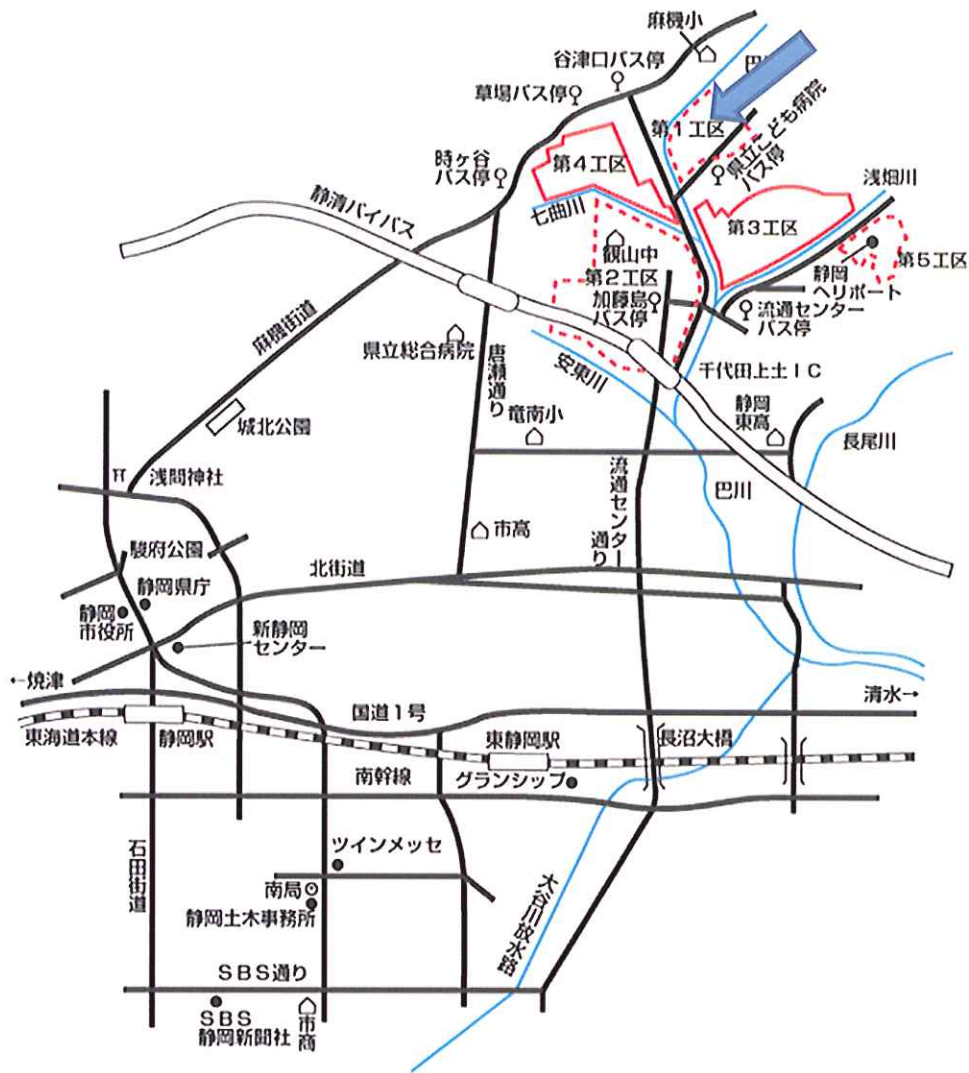 麻機小
谷津口バス停
巴
草場バス停
第1工区
県立こども病院
バス停
第4工区
時ヶ谷
バス停
浅畑川
静清バイパス
七曲川
第3工区
観山中
第2工区
第5工区
静岡
ヘリポート
加藤島
バス停
流通センター
バス停
麻機街道
県立総合病院
唐瀬通り
安東川
千代田上土IC
静岡
東高
竜南小
城北公園
長尾川
浅間神社
流通センター
通り
巴川
市高
駿府公園
北街道
静岡県庁
静岡
市役所
新静岡
センター
←焼津
清水→
国道1号
東海道本線
静岡駅
東静岡駅
長沼大橋
南幹線
グランシップ
ツインメッセ
石田街道
南局
静岡土木事務所
大谷川放水路
SBS通り
SBS
静岡新聞社
市商